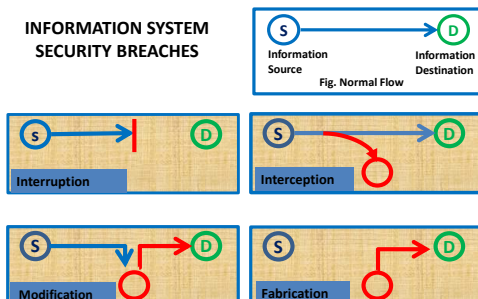 INFORMATION SYSTEM
SECURITY BREACHES
S
D
Information
Source
Information
Destination
Fig. Normal Flow
s
D
Interruption
S
D
Interception
S
D
Modification
S
D
Fabrication